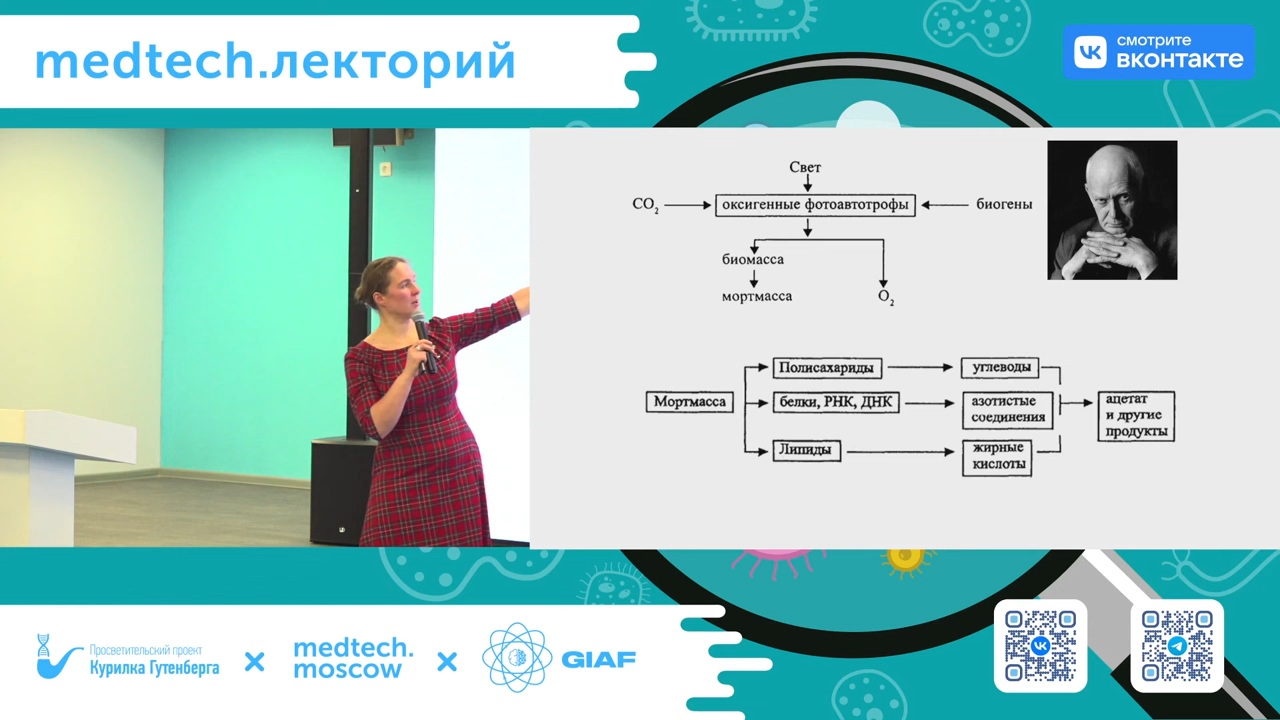 medtech.лекторий
смотрите
вконтакте
Свет
CO2
оксигенные фотоавтотрофы
биогены
биомасса
мортмасса
O2
Мортмасса
Полисахариды
углеводы
белки, РНК, ДНК
азотистые
соединения
Липиды
жирные
кислоты
ацетат
и другие
продукты
Просветительский проект
Курилка Гутенберга
×
medtech.
moscow
×
GIAF